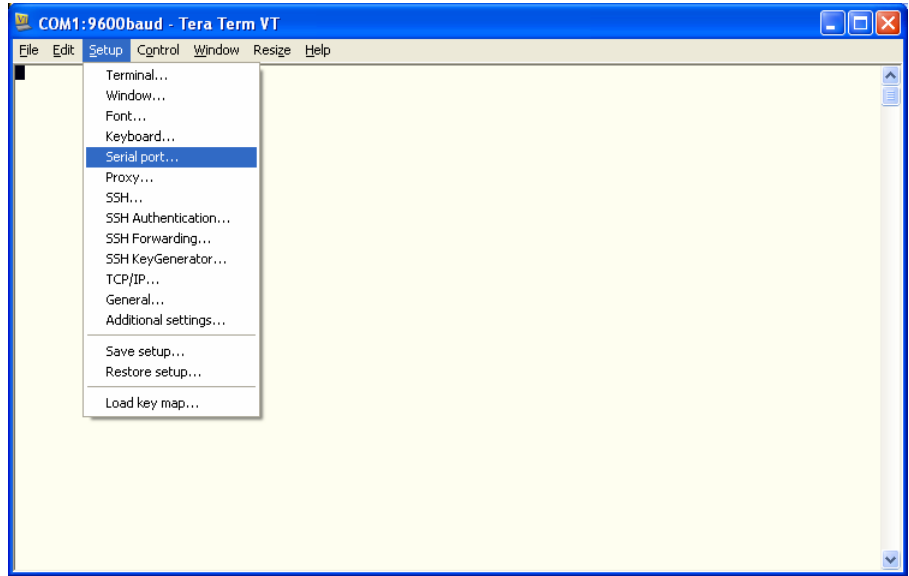 COM1:9600baud - Tera Term VT
File Edit Setup Control Window Resize Help
Terminal...
Window...
Font...
Keyboard...
Serial port...
Proxy...
SSH...
SSH Authentication...
SSH Forwarding...
SSH KeyGenerator...
TCP/IP...
General...
Additional settings...
Save setup...
Restore setup...
Load key map...